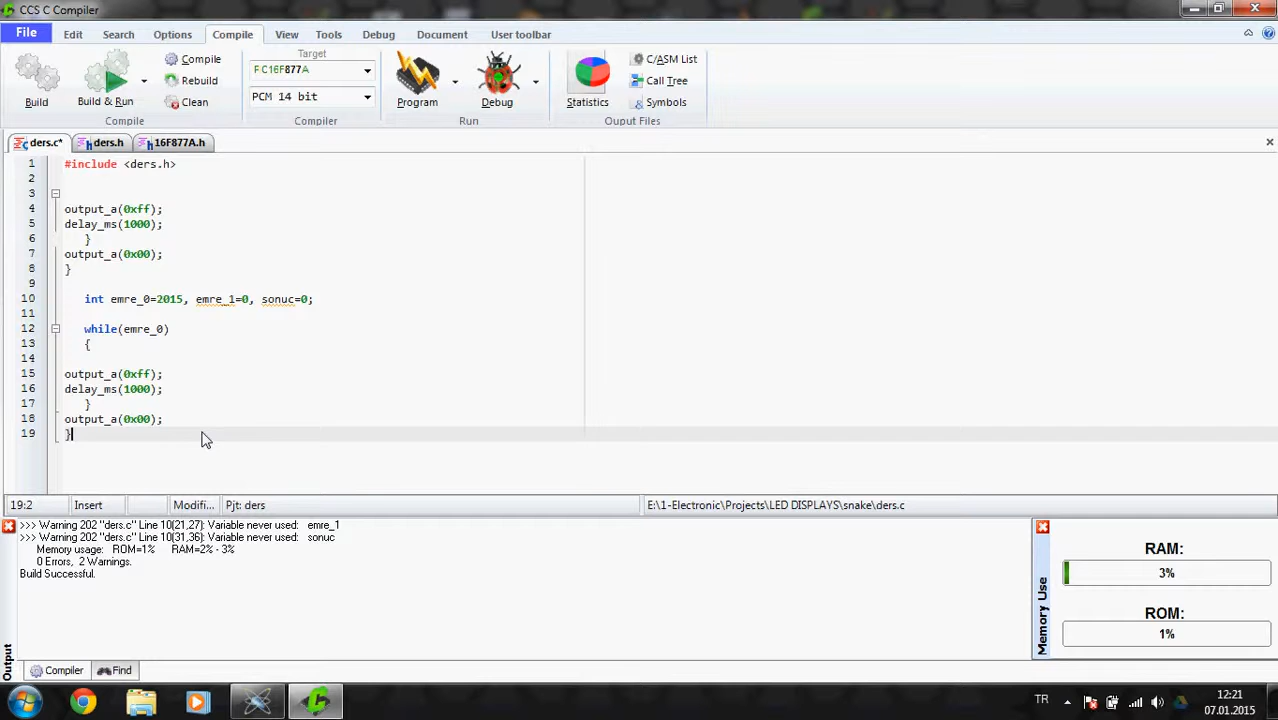 CCS C Compiler
File Edit Search Options Compile View Tools Debug Document User toolbar
Build
Build & Run
Compile
Rebuild
Clean
Compile
Target
PCM 14 bit
Compiler
Program
Debug
Run
Statistics
C/ASM List
Call Tree
Symbols
Ouput Files
ders.c* ders.h 16F877A.h
1 #include <ders.h>
2
3
4 output_a(0xff);
5 delay_ms(1000);
6 }
7 output_a(0x00);
8 }
9
10 int emre_0=2015, emre_1=0, sonuc=0;
11
12 while(emre_0)
13 {
14
15 output_a(0xff);
16 delay_ms(1000);
17 }
18 output_a(0x00);
19 }
19:2 Insert Modifi... Pjt: ders E:\1-Electronic\Projects\LED DISPLAYS\snake\ders.c
>>> Warning 202 "ders.c" Line 10(21,27): Variable never used: emre_1
>>> Warning 202 "ders.c" Line 10(31,36): Variable never used: sonuc
Memory usage: ROM=1% RAM=2% - 3%
0 Errors, 2 Warnings.
Build Successful.
Output
Compiler Find
Memory Use
RAM:
3%
ROM:
1%
TR
12:21
07.01.2015